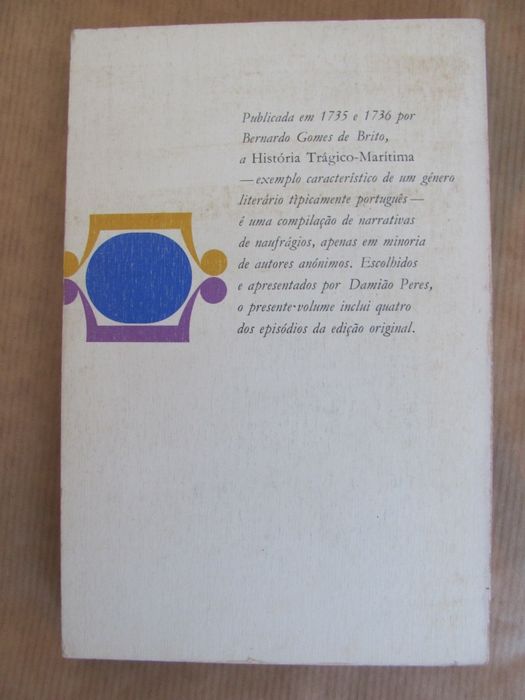 Publicada em 1735 e 1736 por
Bernardo Gomes de Brito,
a História Trágico-Marítima
—exemplo característico de um género
literário tìpicamente português—
é uma compilação de narrativas
de naufrágios, apenas em minoria
de autores anónimos. Escolhidos
e apresentados por Damião Peres,
o presente volume inclui quatro
dos episódios da edição original.